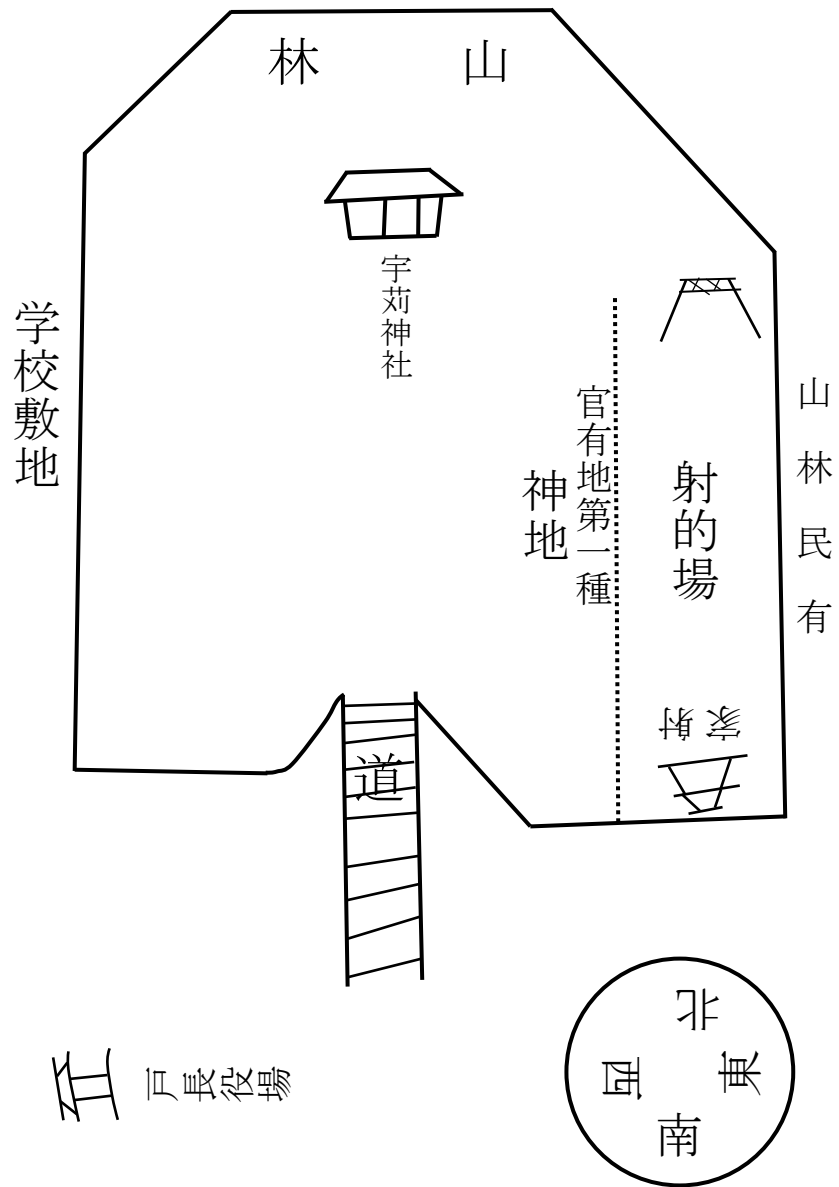 山林
宇苅神社
学校敷地
官有地第一種
神地
射的場
山林民有
射家
道
戸長役場
北
東
西
南